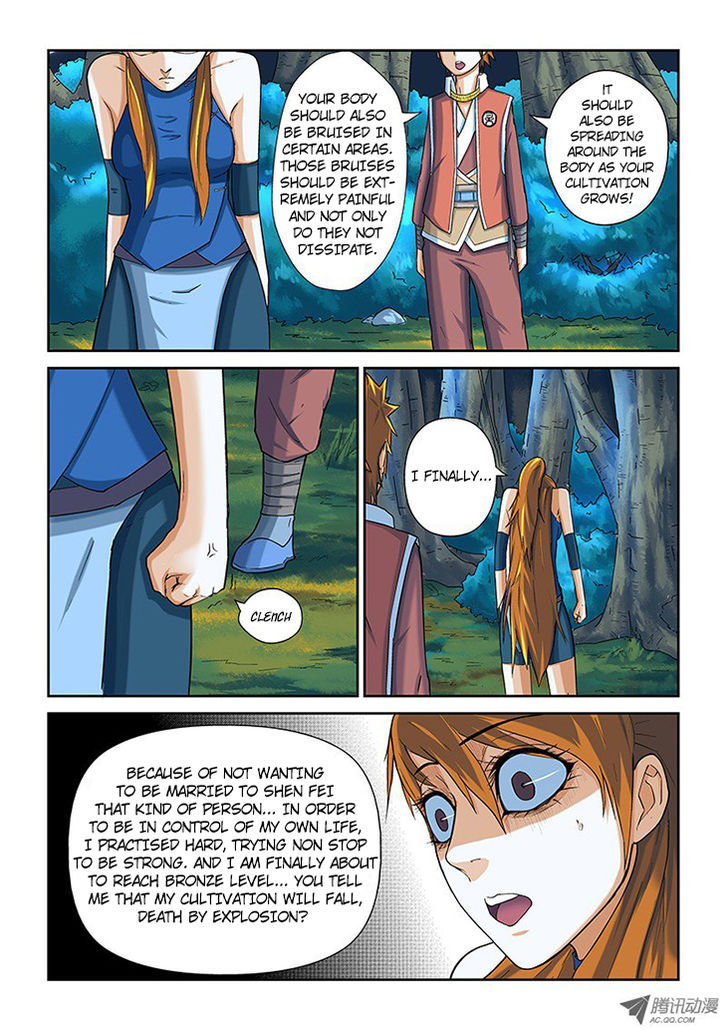 YOUR BODY
SHOULD ALSO
BE BRUISED IN
CERTAIN AREAS.
THOSE BRUISES
SHOULD BE EXT-
REMELY PAINFUL
AND NOT ONLY
DO THEY NOT
DISSIPATE.
IT
SHOULD
ALSO BE
SPREADING
AROUND THE
BODY AS YOUR
CULTIVATION
GROWS!
CLENCH
I FINALLY...
BECAUSE OF NOT WANTING
TO BE MARRIED TO SHEN FEI
THAT KIND OF PERSON... IN ORDER
TO BE IN CONTROL OF MY OWN LIFE,
I PRACTISED HARD, TRYING NON STOP
TO BE STRONG. AND I AM FINALLY ABOUT
TO REACH BRONZE LEVEL... YOU TELL
ME THAT MY CULTIVATION WILL FALL,
DEATH BY EXPLOSION?
腾讯动漫
AC.QQ.COM